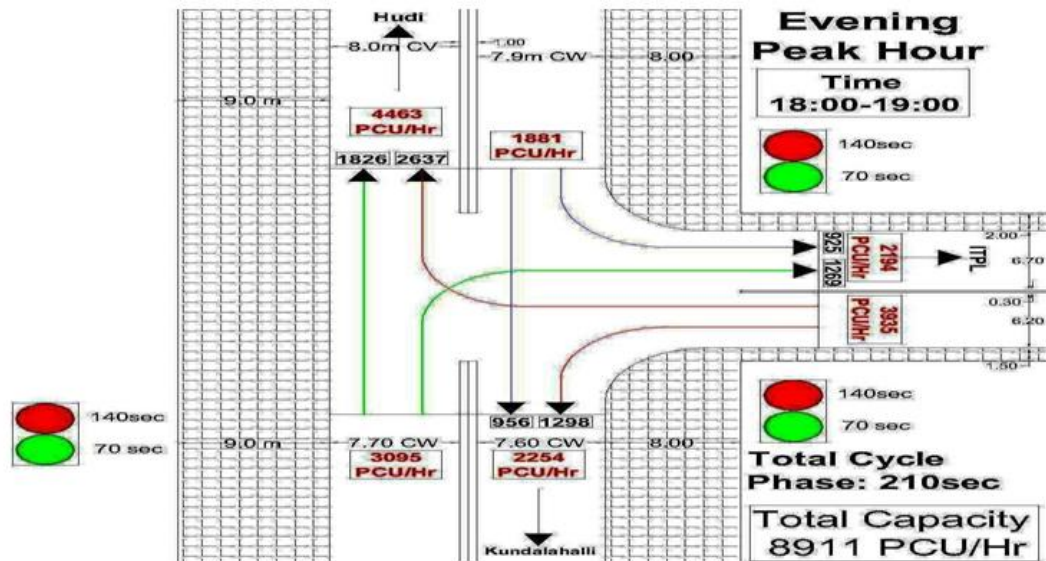 Hudi
8.0m CV
1.00
7.9m CW
8.00
Evening
Peak Hour
Time
18:00-19:00
9.0 m
4463
PCU/Hr
1881
PCU/Hr
140sec
70 sec
1826 2637
925
1269
2194
PCU/Hr
ITPL
2.00
6.70
0.30
6.20
3935
PCU/Hr
1.50
140sec
70 sec
956 1298
140sec
70 sec
9.0 m
7.70 CW
7.60 CW
8.00
3095
PCU/Hr
2254
PCU/Hr
Total Cycle
Phase: 210sec
Total Capacity
8911 PCU/Hr
Kundalahalli